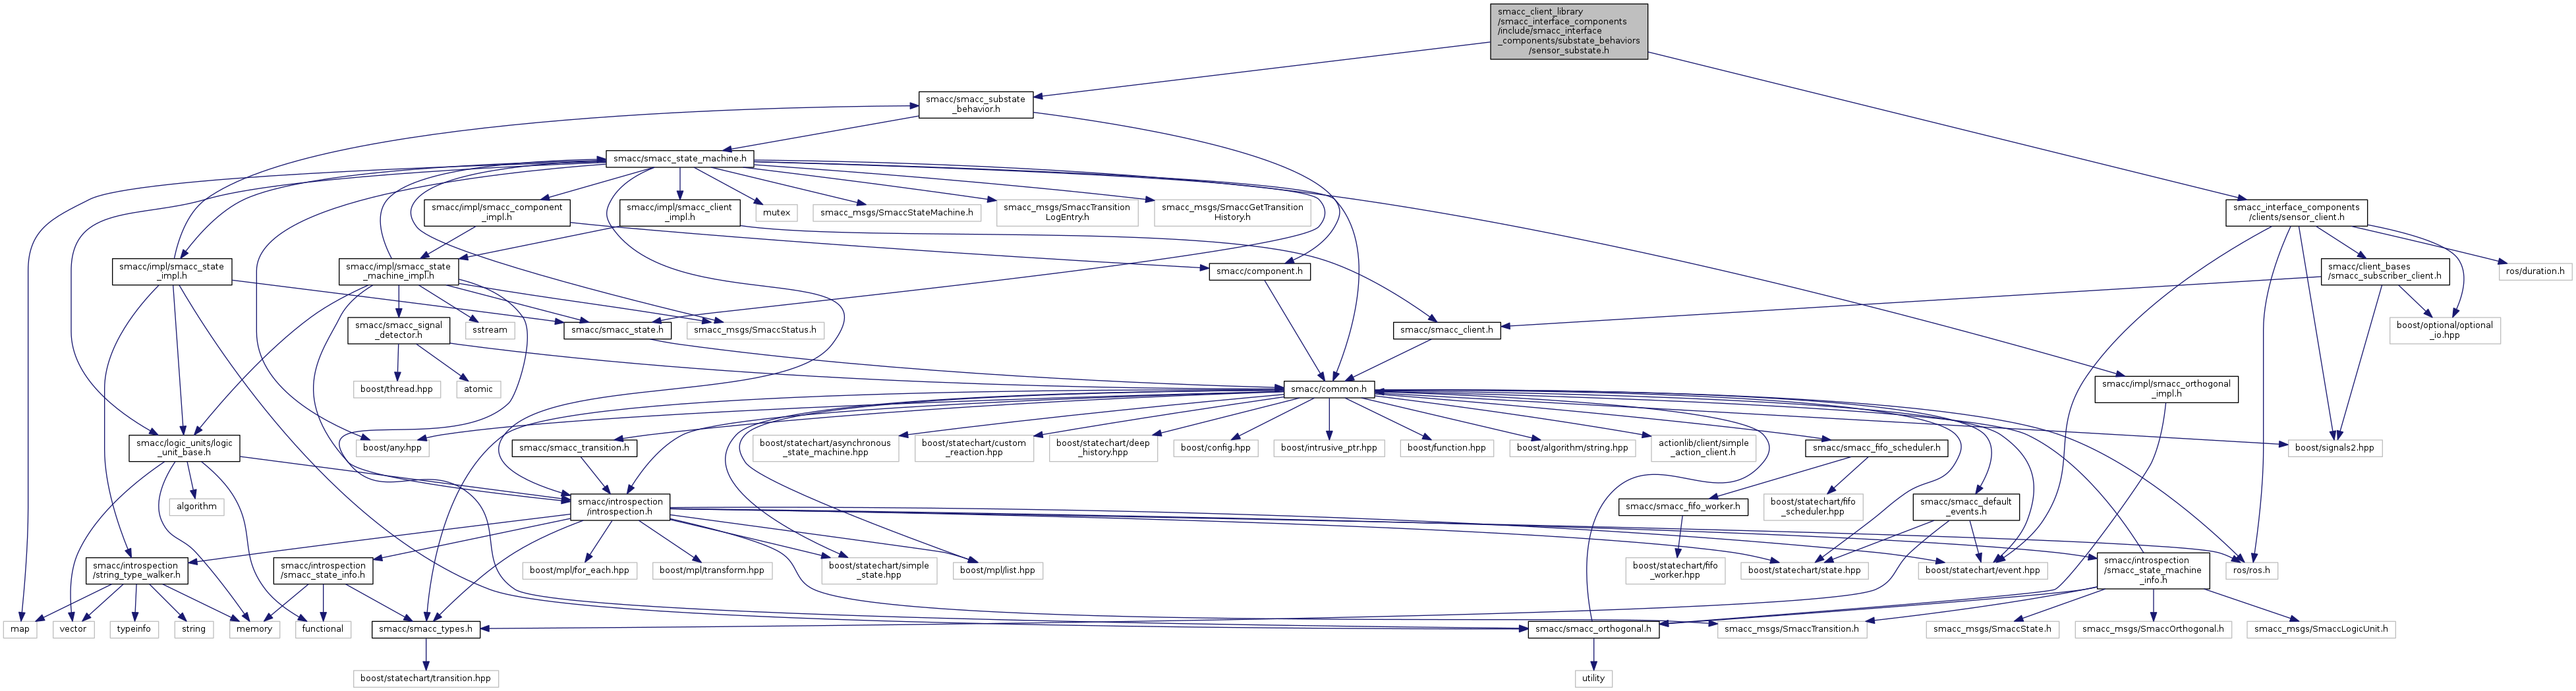 smacc_client_library
/smacc_interface_components
/include/smacc_interface
_components/substate_behaviors
/sensor_substate.h
smacc/smacc_substate
_behavior.h
smacc/smacc_state_machine.h
smacc/impl/smacc_component
_impl.h
smacc/impl/smacc_client
_impl.h
mutex
smacc_msgs/SmaccStateMachine.h
smacc_msgs/SmaccTransition
LogEntry.h
smacc_msgs/SmaccGetTransition
History.h
smacc_interface_components
/clients/sensor_client.h
smacc/impl/smacc_state
_impl.h
smacc/impl/smacc_state
_machine_impl.h
smacc/component.h
smacc/client_bases
/smacc_subscriber_client.h
ros/duration.h
smacc/smacc_signal
_detector.h
sstream
smacc/smacc_state.h
smacc_msgs/SmaccStatus.h
smacc/smacc_client.h
boost/optional/optional
_io.hpp
boost/thread.hpp
atomic
smacc/common.h
smacc/impl/smacc_orthogonal
_impl.h
smacc/logic_units/logic
_unit_base.h
boost/any.hpp
smacc/smacc_transition.h
boost/statechart/asynchronous
_state_machine.hpp
boost/statechart/custom
_reaction.hpp
boost/statechart/deep
_history.hpp
boost/config.hpp
boost/intrusive_ptr.hpp
boost/function.hpp
boost/algorithm/string.hpp
actionlib/client/simple
_action_client.h
smacc/smacc_fifo_scheduler.h
boost/signals2.hpp
algorithm
smacc/introspection
/introspection.h
smacc/smacc_fifo_worker.h
boost/statechart/fifo
_scheduler.hpp
smacc/smacc_default
_events.h
smacc/introspection
/string_type_walker.h
smacc/introspection
/smacc_state_info.h
boost/mpl/for_each.hpp
boost/mpl/transform.hpp
boost/statechart/simple
_state.hpp
boost/mpl/list.hpp
boost/statechart/fifo
_worker.hpp
boost/statechart/state.hpp
boost/statechart/event.hpp
smacc/introspection
/smacc_state_machine
_info.h
ros/ros.h
map
vector
typeinfo
string
memory
functional
smacc/smacc_types.h
smacc/smacc_orthogonal.h
smacc_msgs/SmaccTransition.h
smacc_msgs/SmaccState.h
smacc_msgs/SmaccOrthogonal.h
smacc_msgs/SmaccLogicUnit.h
boost/statechart/transition.hpp
utility